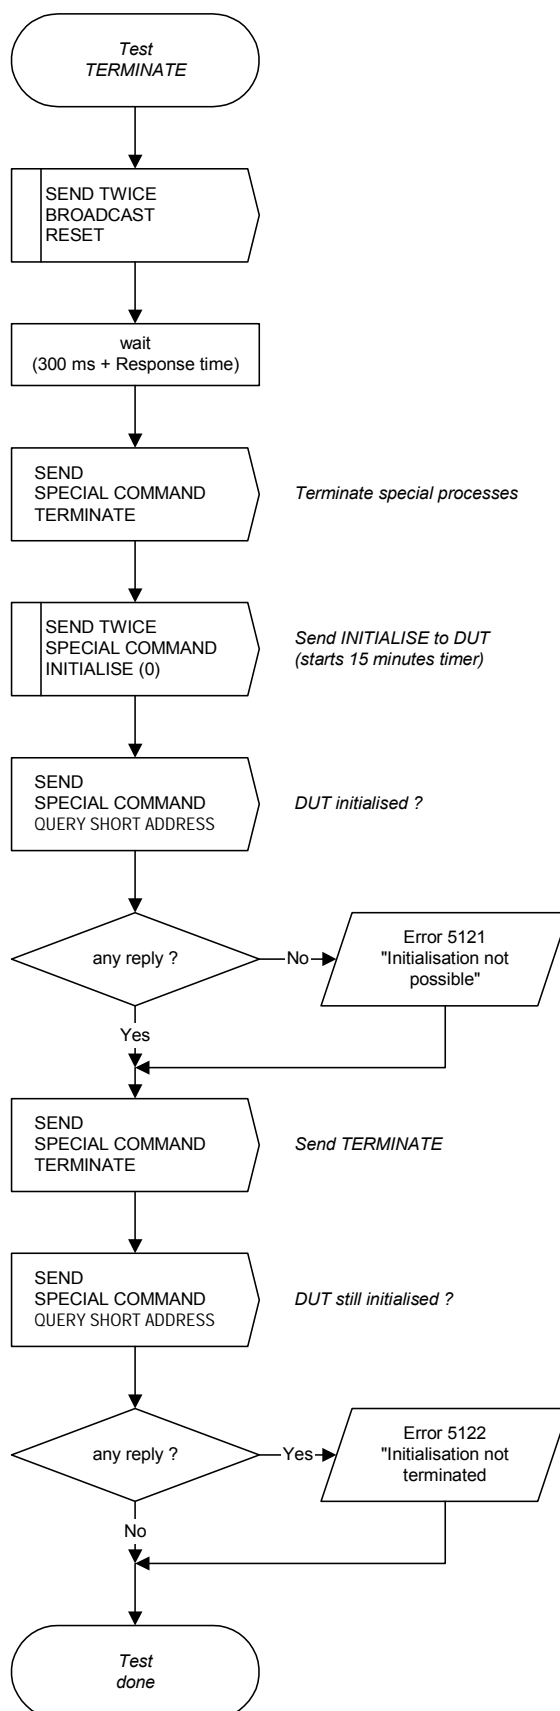 Test
TERMINATE
SEND TWICE
BROADCAST
RESET
wait
(300 ms + Response time)
SEND
SPECIAL COMMAND
TERMINATE
Terminate special processes
SEND TWICE
SPECIAL COMMAND
INITIALISE (0)
Send INITIALISE to DUT
(starts 15 minutes timer)
SEND
SPECIAL COMMAND
QUERY SHORT ADDRESS
DUT initialised ?
any reply ?
No
Error 5121
"Initialisation not
possible"
Yes
SEND
SPECIAL COMMAND
TERMINATE
Send TERMINATE
SEND
SPECIAL COMMAND
QUERY SHORT ADDRESS
DUT still initialised ?
any reply ?
Yes
Error 5122
"Initialisation not
terminated
No
Test
done